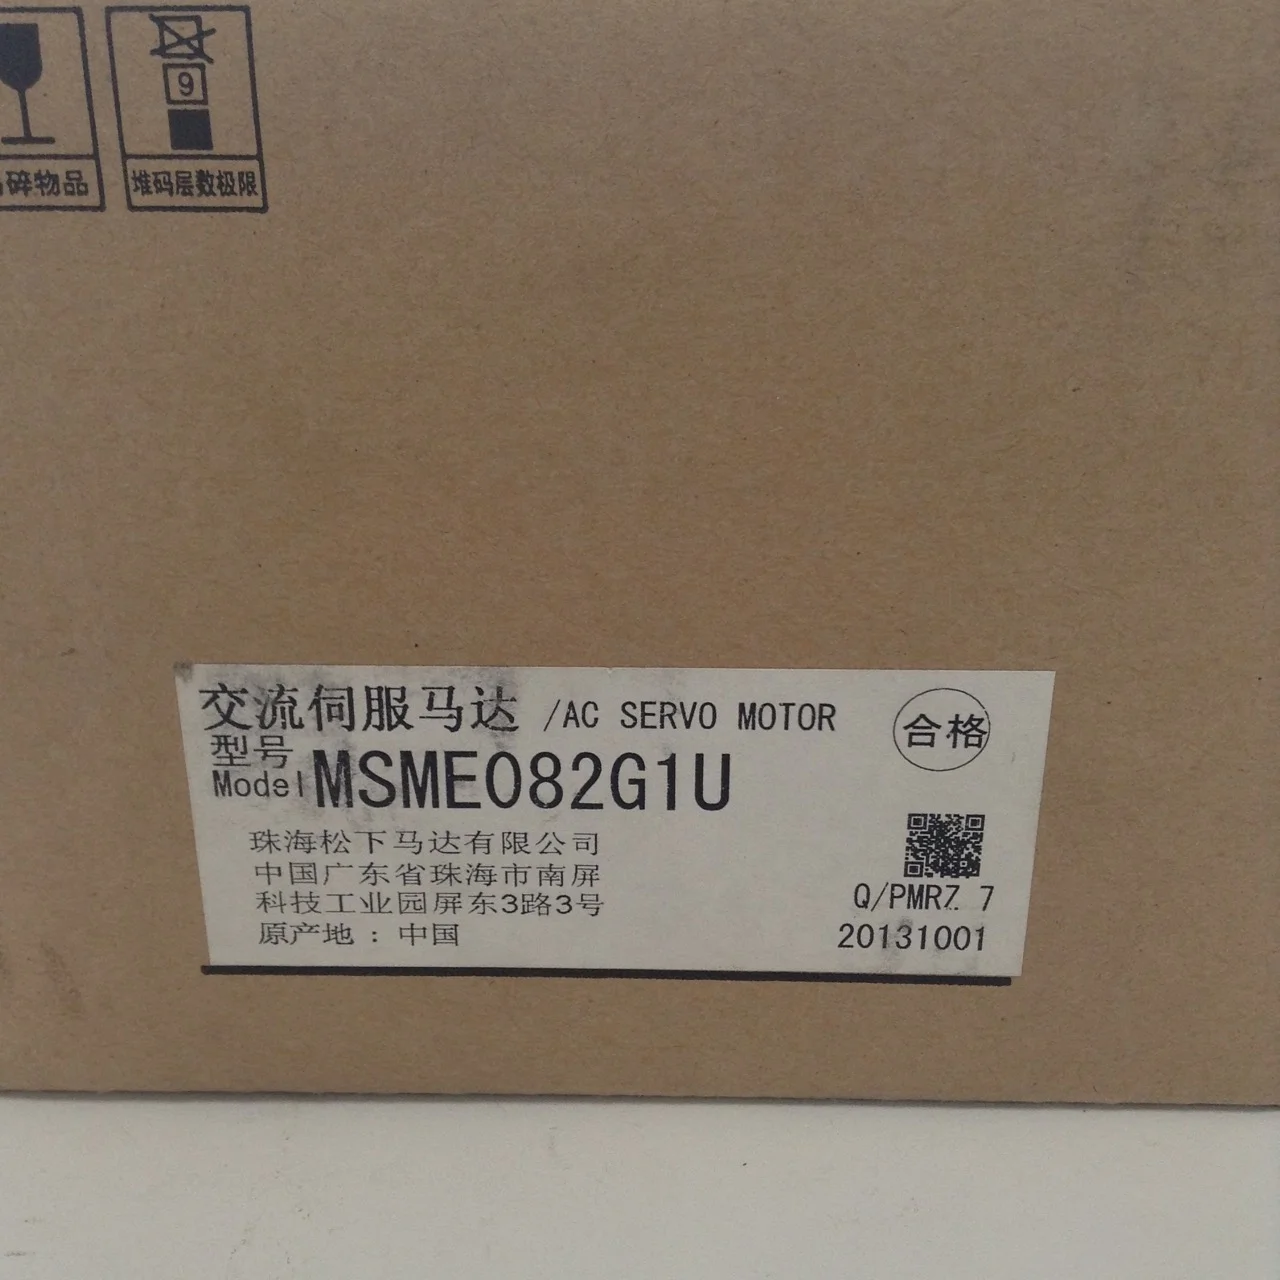 9
碎物品
堆码层数极限
交流伺服马达 /AC SERVO MOTOR
合格
型号
Model MSME082G1U
珠海松下马达有限公司
中国广东省珠海市南屏
科技工业园屏东3路3号
原产地：中国
Q/PMRZ 7
20131001